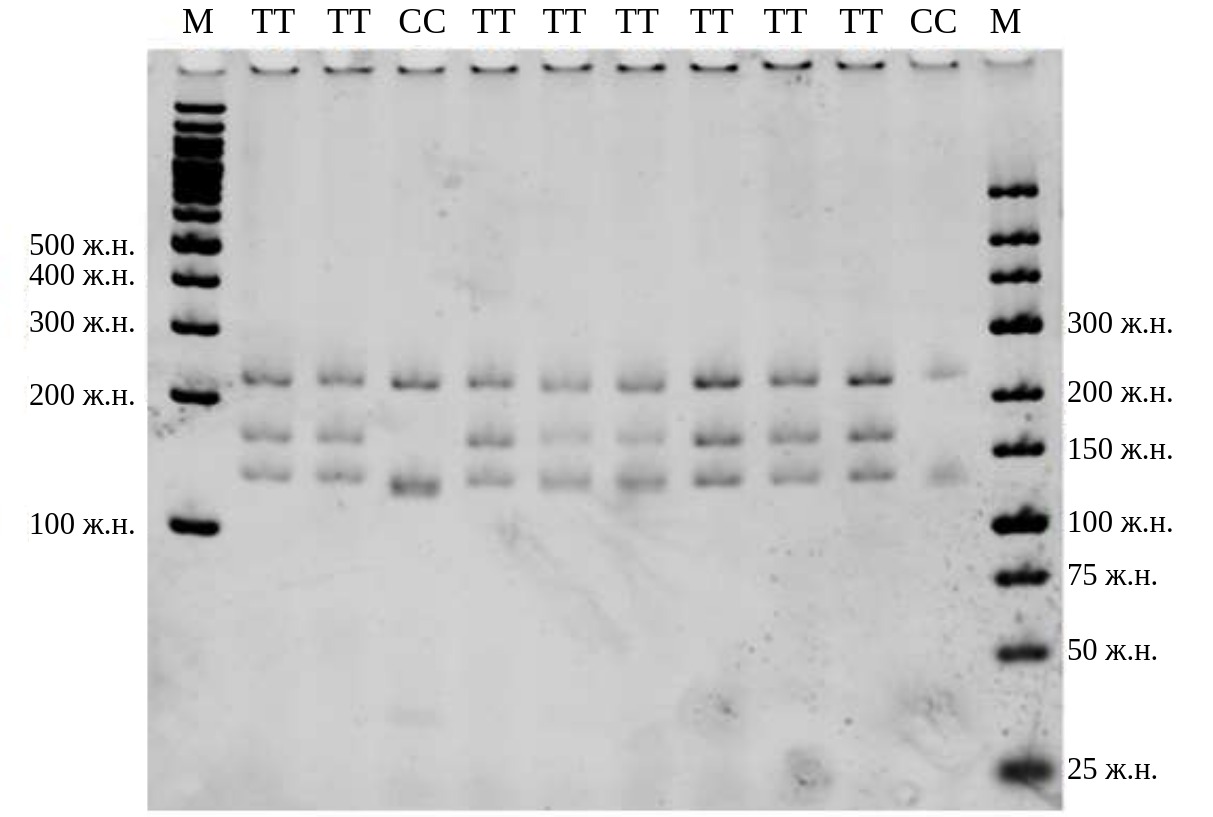 M TT TT CC TT TT TT TT TT TT CC M
500 ж.н.
400 ж.н.
300 ж.н. 300 ж.н.
200 ж.н. 200 ж.н.
150 ж.н.
100 ж.н. 100 ж.н.
75 ж.н.
50 ж.н.
25 ж.н.